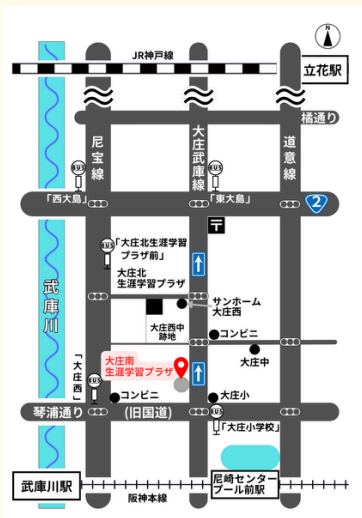 N
JR神戸線
立花駅
橘通り
尼宝線
大庄武庫線
道意線
BUS
BUS
「西大島」
「東大島」
2
〒
BUS
「大庄北生涯学習
プラザ前」
大庄北
生涯学習プラザ
武庫川
サンホーム
大庄西
大庄西中
跡地
コンビニ
大庄中
「大庄西」
BUS
大庄南
生涯学習プラザ
コンビニ
大庄小
琴浦通り
(旧国道)
BUS
「大庄小学校」
武庫川駅
阪神本線
尼崎センター
プール前駅